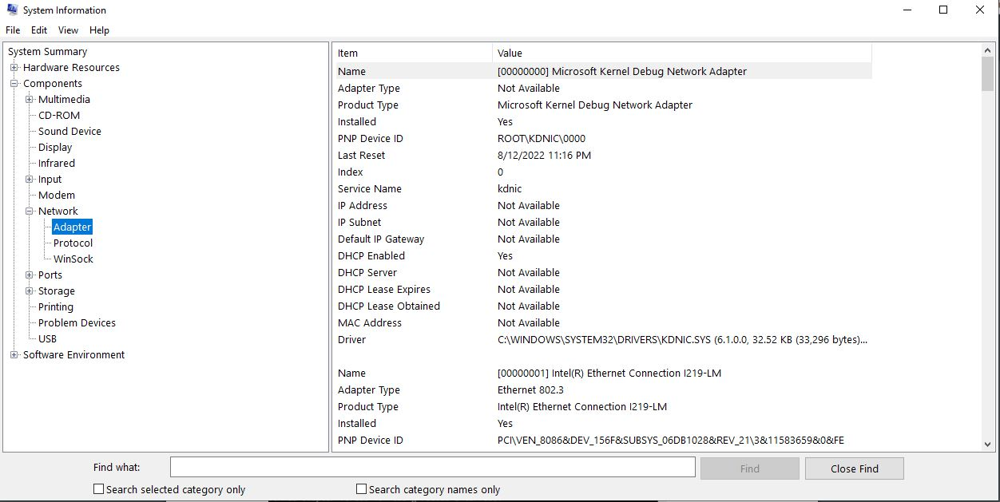 System Information
File Edit View Help
System Summary
Hardware Resources
Components
Multimedia
CD-ROM
Sound Device
Display
Infrared
Input
Modem
Network
Adapter
Protocol
WinSock
Ports
Storage
Printing
Problem Devices
USB
Software Environment
Item Value
Name [00000000] Microsoft Kernel Debug Network Adapter
Adapter Type Not Available
Product Type Microsoft Kernel Debug Network Adapter
Installed Yes
PNP Device ID ROOT\KDNIC\0000
Last Reset 8/12/2022 11:16 PM
Index 0
Service Name kdnic
IP Address Not Available
IP Subnet Not Available
Default IP Gateway Not Available
DHCP Enabled Yes
DHCP Server Not Available
DHCP Lease Expires Not Available
DHCP Lease Obtained Not Available
MAC Address Not Available
Driver C:\WINDOWS\SYSTEM32\DRIVERS\KDNIC.SYS (6.1.0.0, 32.52 KB (33,296 bytes)...
Name [00000001] Intel(R) Ethernet Connection I219-LM
Adapter Type Ethernet 802.3
Product Type Intel(R) Ethernet Connection I219-LM
Installed Yes
PNP Device ID PCI\VEN_8086&DEV_156F&SUBSYS_06DB1028&REV_21\3&11583659&0&FE
Find what: Find Close Find
Search selected category only Search category names only